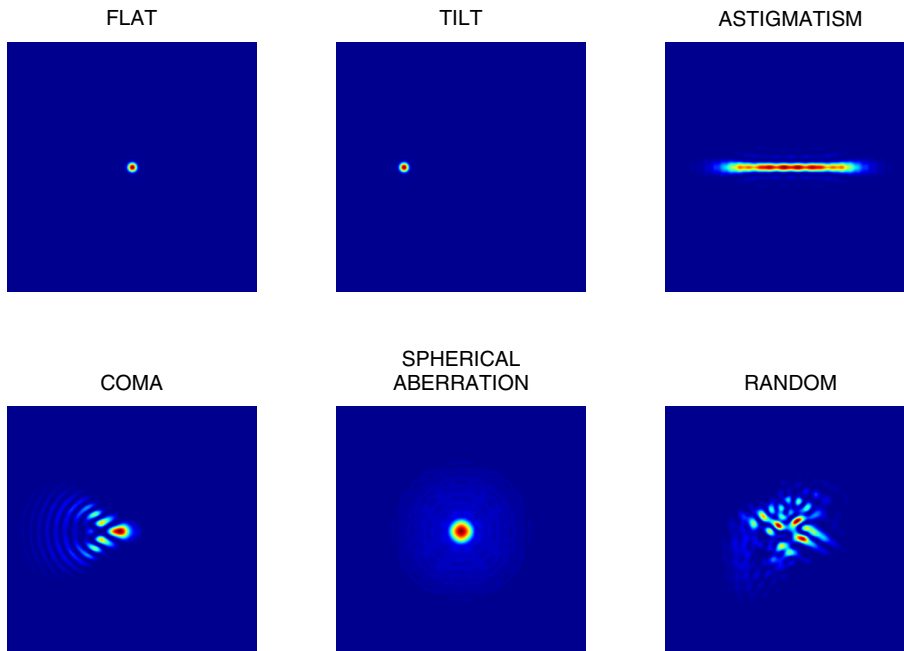 FLAT
TILT
ASTIGMATISM
COMA
SPHERICAL
ABERRATION
RANDOM